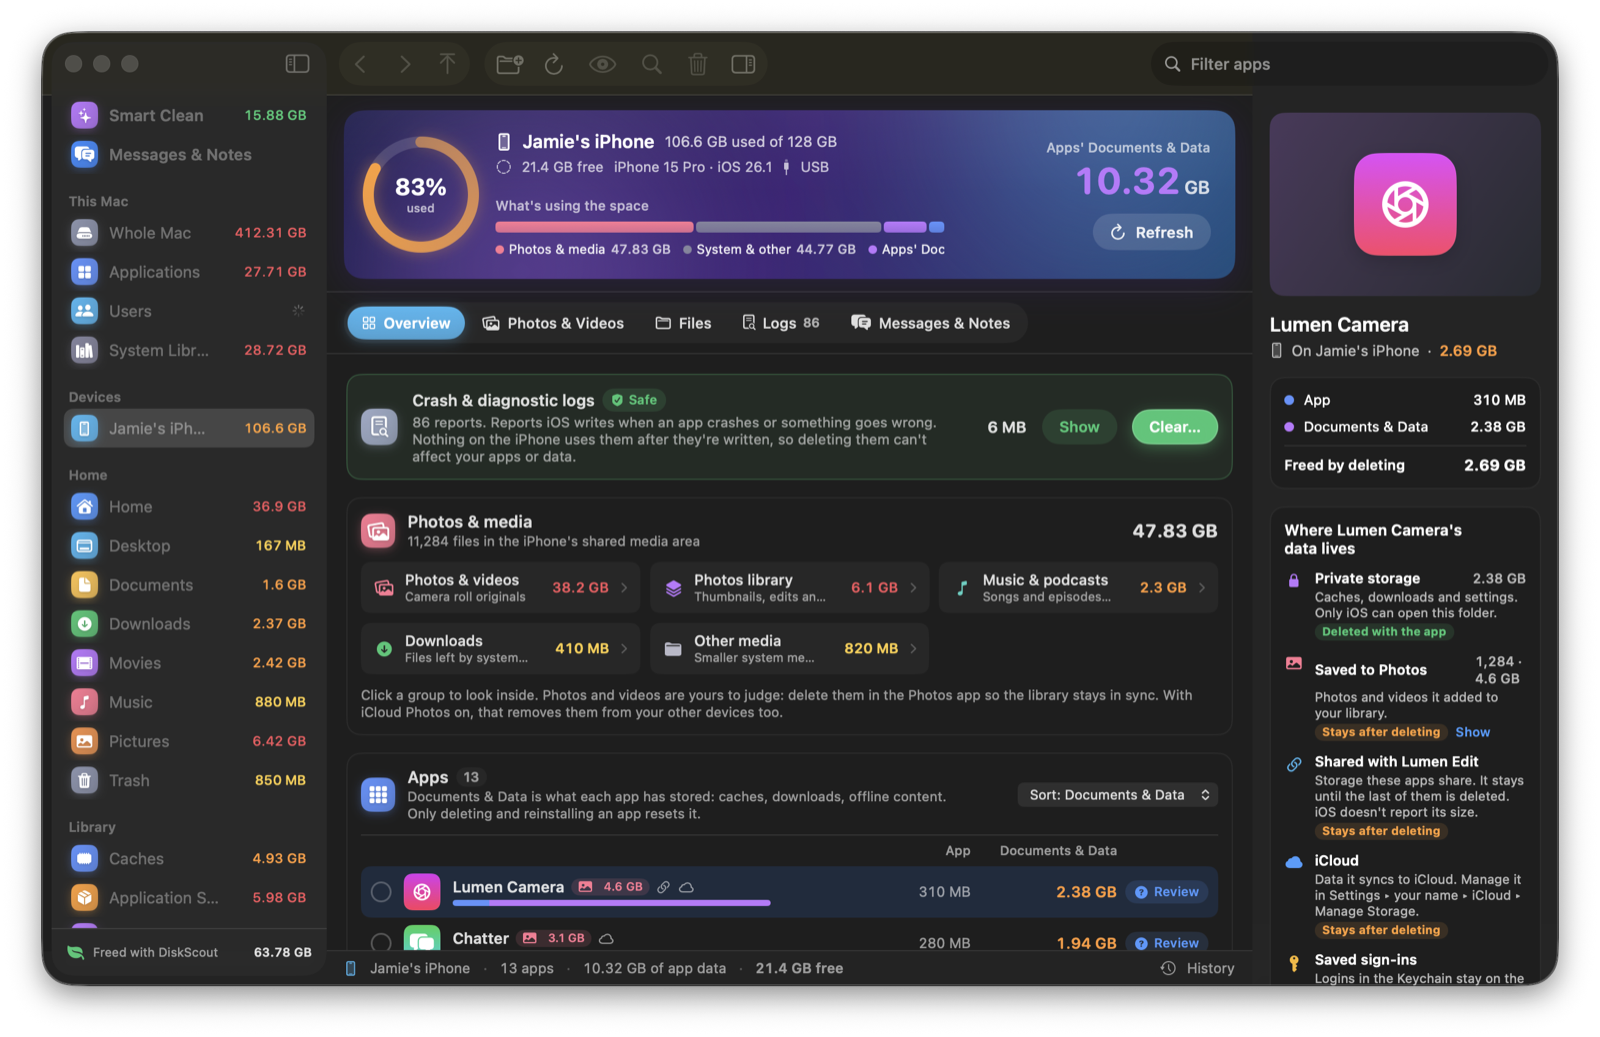 Filter apps
Smart Clean 15.88 GB
Messages & Notes
This Mac
Whole Mac 412.31 GB
Applications 27.71 GB
Users
System Libr... 28.72 GB
Devices
Jamie's iPh... 106.6 GB
Home
Home 36.9 GB
Desktop 167 MB
Documents 1.6 GB
Downloads 2.37 GB
Movies 2.42 GB
Music 880 MB
Pictures 6.42 GB
Trash 850 MB
Library
Caches 4.93 GB
Application S... 5.98 GB
Freed with DiskScout 63.78 GB
83%
used
Jamie's iPhone 106.6 GB used of 128 GB
21.4 GB free iPhone 15 Pro · iOS 26.1 USB
What's using the space
Photos & media 47.83 GB System & other 44.77 GB Apps' Doc
Apps' Documents & Data
10.32 GB
Refresh
Overview Photos & Videos Files Logs 86 Messages & Notes
Crash & diagnostic logs Safe
86 reports. Reports iOS writes when an app crashes or something goes wrong.
Nothing on the iPhone uses them after they're written, so deleting them can't
affect your apps or data.
6 MB Show Clear...
Photos & media
11,284 files in the iPhone's shared media area
47.83 GB
Photos & videos
Camera roll originals
38.2 GB
Photos library
Thumbnails, edits an...
6.1 GB
Music & podcasts
Songs and episodes...
2.3 GB
Downloads
Files left by system...
410 MB
Other media
Smaller system me...
820 MB
Click a group to look inside. Photos and videos are yours to judge: delete them in the Photos app so the library stays in sync. With
iCloud Photos on, that removes them from your other devices too.
Apps 13
Documents & Data is what each app has stored: caches, downloads, offline content.
Only deleting and reinstalling an app resets it.
Sort: Documents & Data
App Documents & Data
Lumen Camera 4.6 GB 310 MB 2.38 GB ? Review
Chatter 3.1 GB 280 MB 1.94 GB ? Review
Jamie's iPhone · 13 apps · 10.32 GB of app data · 21.4 GB free
History
Lumen Camera
On Jamie's iPhone · 2.69 GB
App 310 MB
Documents & Data 2.38 GB
Freed by deleting 2.69 GB
Where Lumen Camera's
data lives
Private storage 2.38 GB
Caches, downloads and settings.
Only iOS can open this folder.
Deleted with the app
Saved to Photos 1,284 ·
4.6 GB
Photos and videos it added to
your library.
Stays after deleting Show
Shared with Lumen Edit
Storage these apps share. It stays
until the last of them is deleted.
iOS doesn't report its size.
Stays after deleting
iCloud
Data it syncs to iCloud. Manage it
in Settings ▸ your name ▸ iCloud ▸
Manage Storage.
Stays after deleting
Saved sign-ins
Logins in the Keychain stay on the